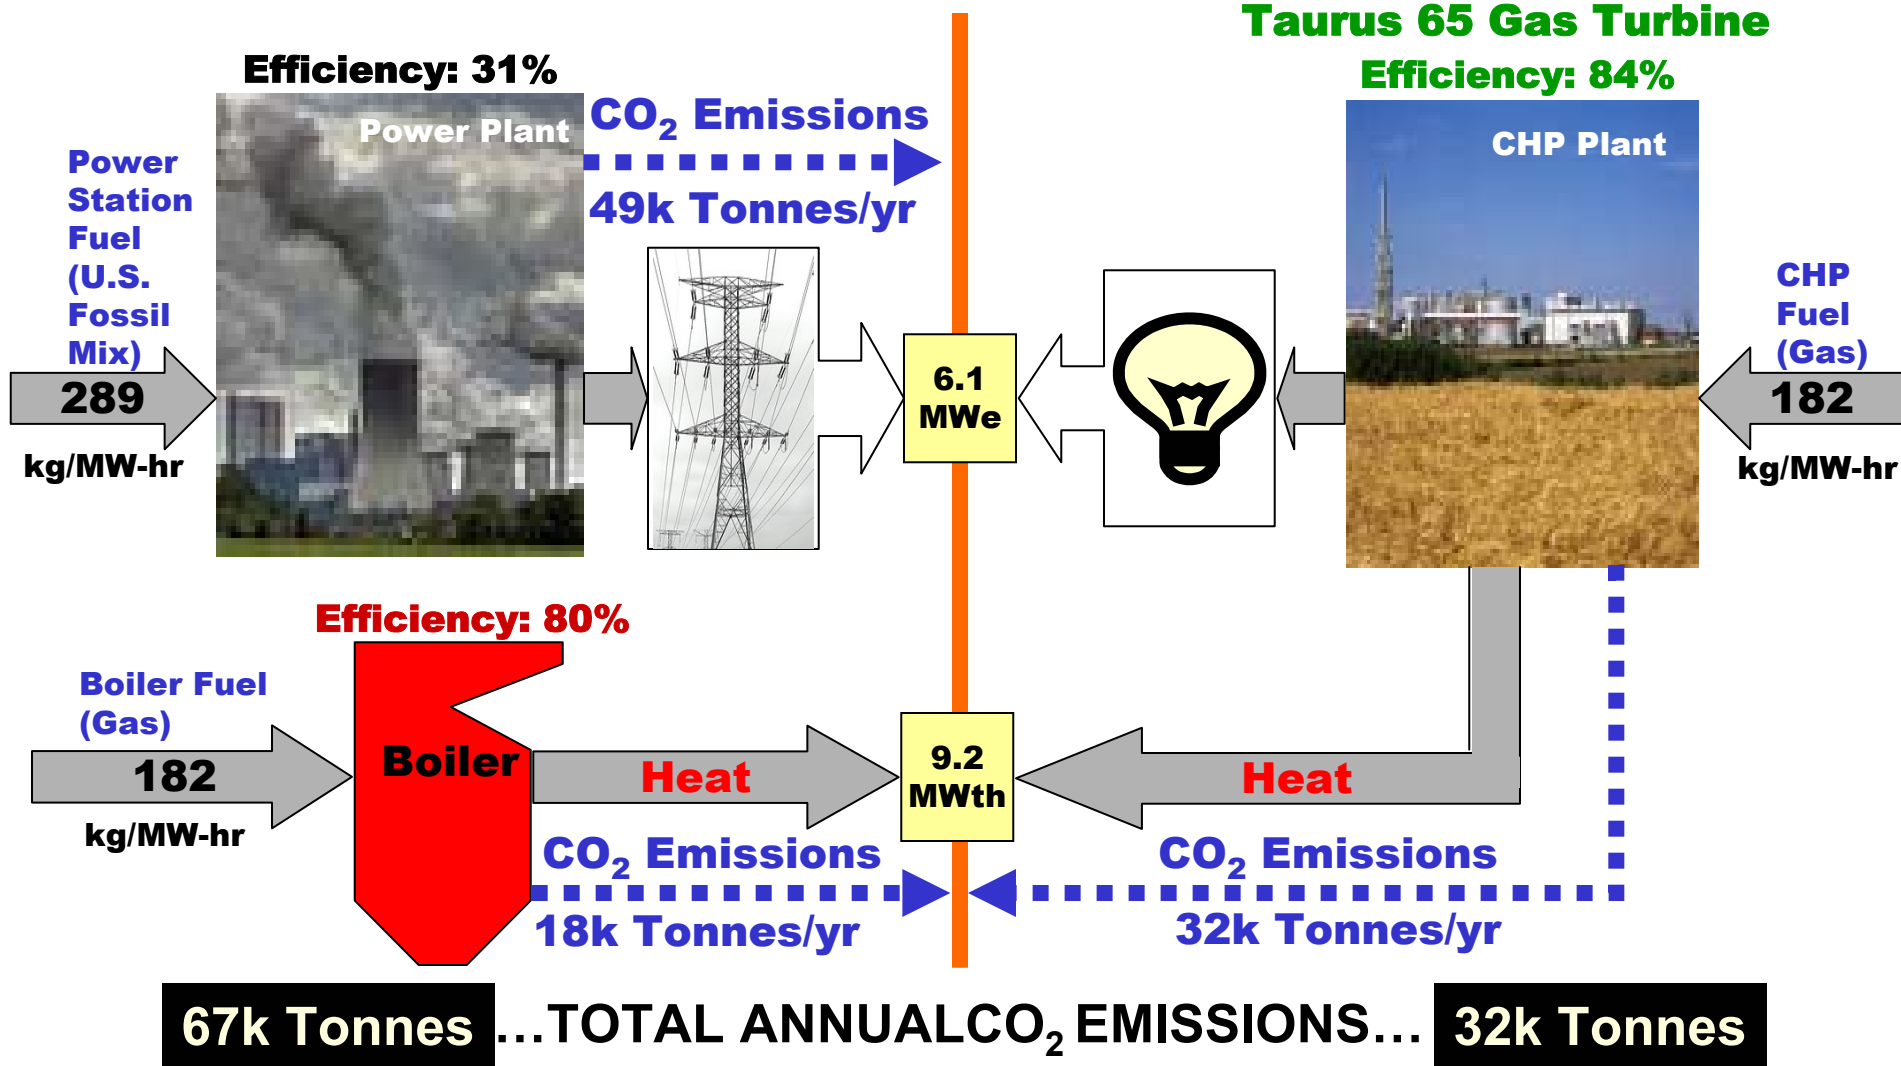 Taurus 65 Gas Turbine
Efficiency: 31%
Efficiency: 84%
Power Plant
CO₂ Emissions
49k Tonnes/yr
CHP Plant
Power
Station
Fuel
(U.S.
Fossil
Mix)
289
kg/MW-hr
6.1
MWe
CHP
Fuel
(Gas)
182
kg/MW-hr
Efficiency: 80%
Boiler Fuel
(Gas)
182
kg/MW-hr
Boiler
Heat
9.2
MWth
Heat
CO₂ Emissions
18k Tonnes/yr
CO₂ Emissions
32k Tonnes/yr
67k Tonnes ...TOTAL ANNUALCO₂ EMISSIONS... 32k Tonnes